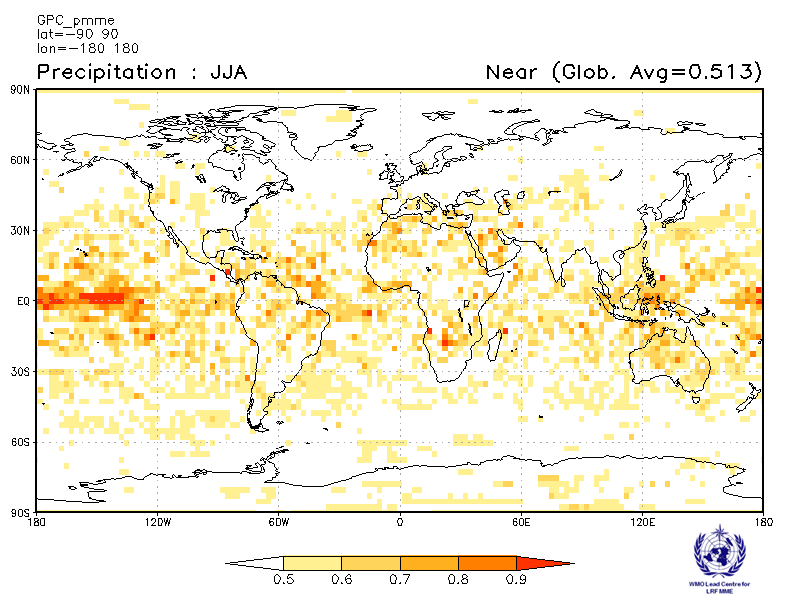 GPC_pmme
lat=-90 90
lon=-180 180
Precipitation : JJA Near (Glob. Avg=0.513)
90N
60N
30N
EQ
30S
60S
90S
180 120W 60W 0 60E 120E 180
0.5 0.6 0.7 0.8 0.9
WMO Lead Centre for
LRF MME